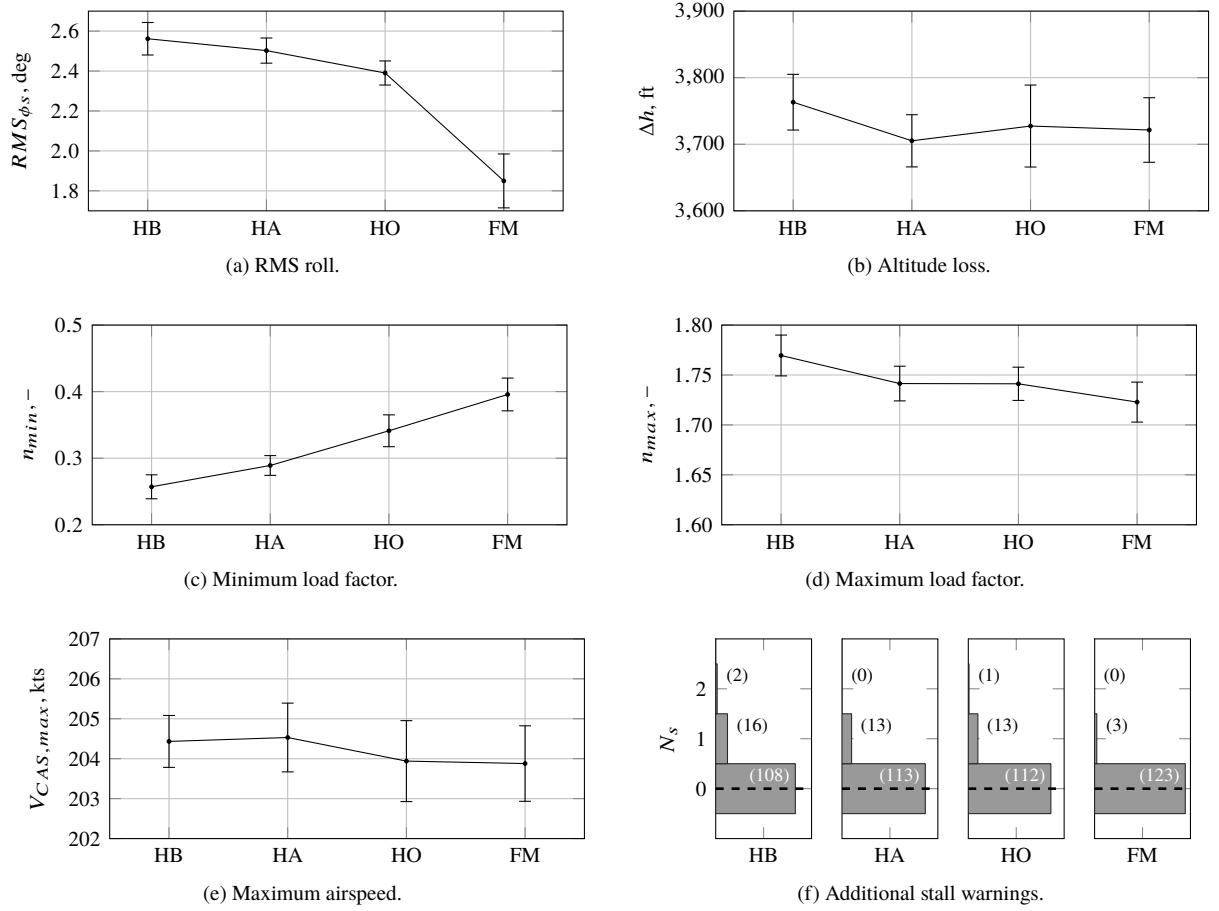 2.6
2.4
2.2
2.0
1.8
RMS_ϕs, deg
HB HA HO FM
(a) RMS roll.
3,900
3,800
3,700
3,600
Δh, ft
HB HA HO FM
(b) Altitude loss.
0.5
0.4
0.3
0.2
n_min, −
HB HA HO FM
(c) Minimum load factor.
1.80
1.75
1.70
1.65
1.60
n_max, −
HB HA HO FM
(d) Maximum load factor.
207
206
205
204
203
202
V_CAS,max, kts
HB HA HO FM
(e) Maximum airspeed.
N_s
2 (2) (0) (1) (0)
1 (16) (13) (13) (3)
0 (108) (113) (112) (123)
HB HA HO FM
(f) Additional stall warnings.